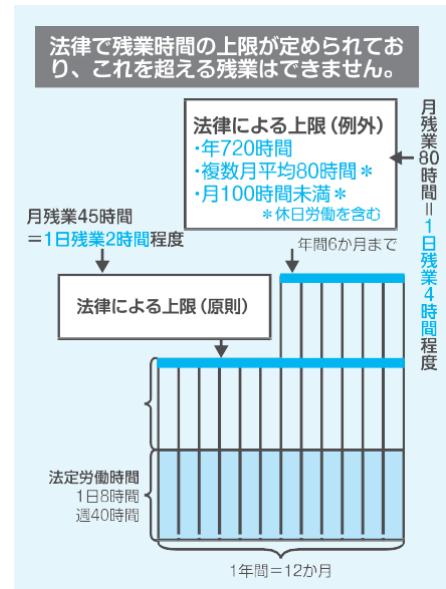 法律で残業時間の上限が定められてお
り、これを超える残業はできません。
法律による上限（例外）
・年720時間
・複数月平均80時間＊
・月100時間未満＊
＊休日労働を含む
月残業80時間＝1日残業4時間程度
月残業45時間
＝1日残業2時間程度
年間6か月まで
法律による上限（原則）
法定労働時間
1日8時間
週40時間
1年間＝12か月